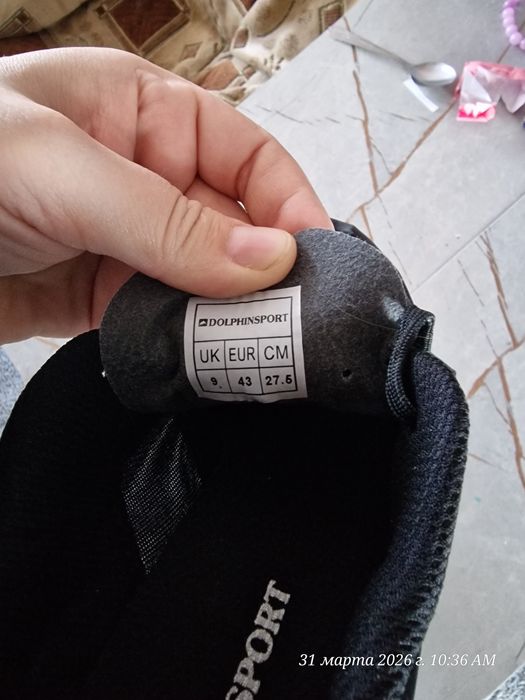 DOLPHINSPORT
UK EUR CM
9 43 27.5
SPORT
31 марта 2026 г. 10:36 AM